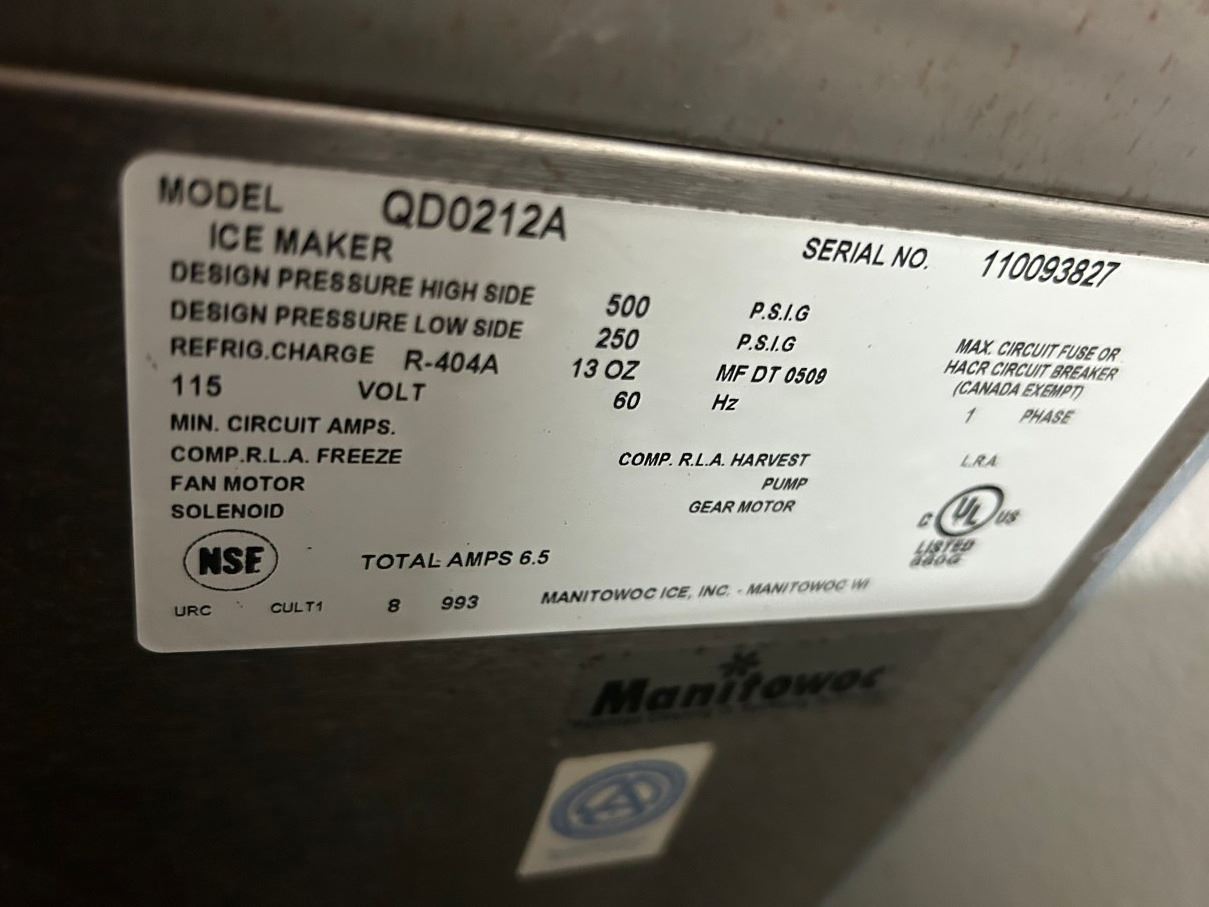 MODEL QD0212A
ICE MAKER
SERIAL NO. 110093827
DESIGN PRESSURE HIGH SIDE 500 P.S.I.G
DESIGN PRESSURE LOW SIDE 250 P.S.I.G
REFRIG.CHARGE R-404A 13 OZ MF DT 0509
MAX. CIRCUIT FUSE OR
HACR CIRCUIT BREAKER
(CANADA EXEMPT)
115 VOLT 60 Hz 1 PHASE
MIN. CIRCUIT AMPS.
COMP.R.L.A. FREEZE COMP. R.L.A. HARVEST L.R.A.
FAN MOTOR PUMP
SOLENOID GEAR MOTOR
C UL US
LISTED
NSF
TOTAL AMPS 6.5
URC CULT1 8 993 MANITOWOC ICE, INC. - MANITOWOC WI
Manitowoc